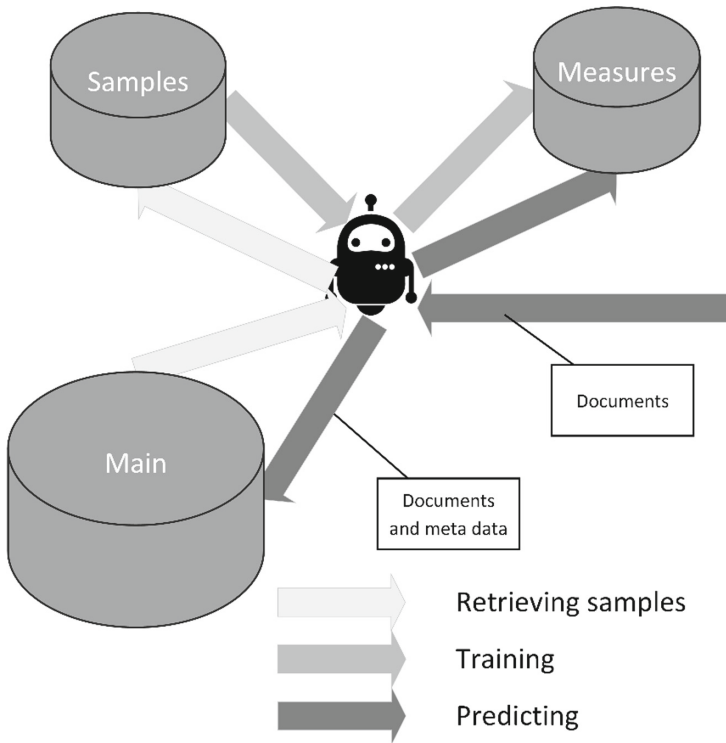 Samples
Measures
Documents
Main
Documents
and meta data
Retrieving samples
Training
Predicting